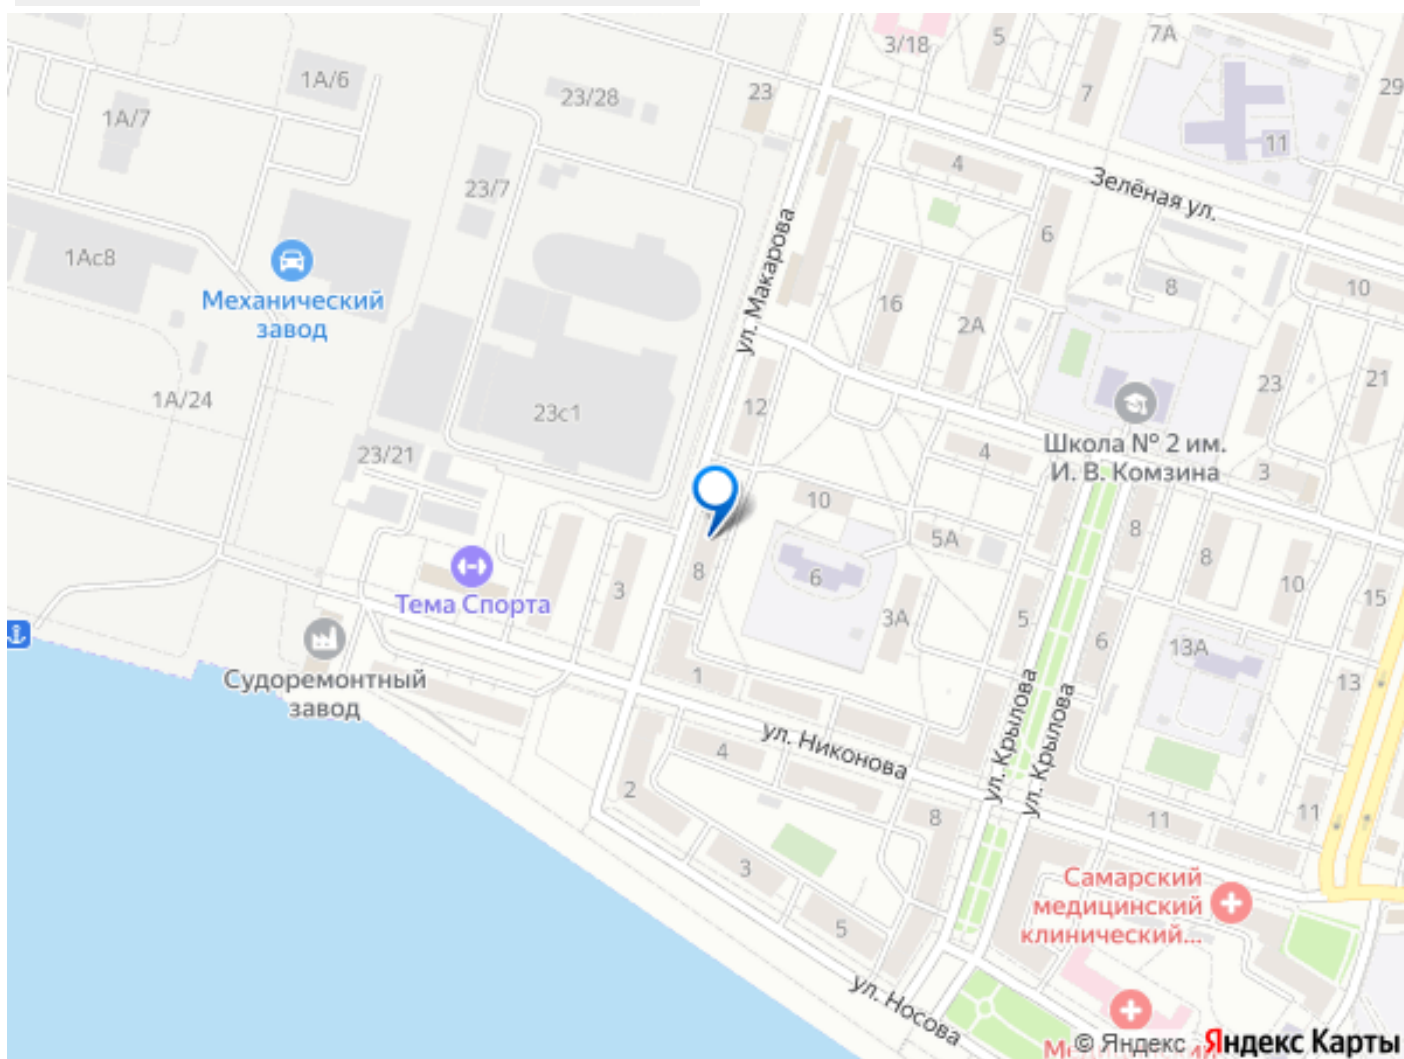 3/18
5
7А
29
1А/6
23/28
23
7
1А/7
11
4
Зелёная ул.
23/7
6
1Ас8
ул. Макарова
8
10
Механический
завод
16
2А
1А/24
23с1
12
23
21
23/21
4
Школа № 2 им.
И. В. Комзина
3
10
8
5А
8
10
15
8
6
Тема Спорта
3
3А
5
6
13А
Судоремонтный
завод
1
13
ул. Крылова
ул. Крылова
ул. Никонова
4
2
8
11
11
3
Самарский
медицинский
клинический...
5
ул. Носова
© Яндекс Яндекс Карты